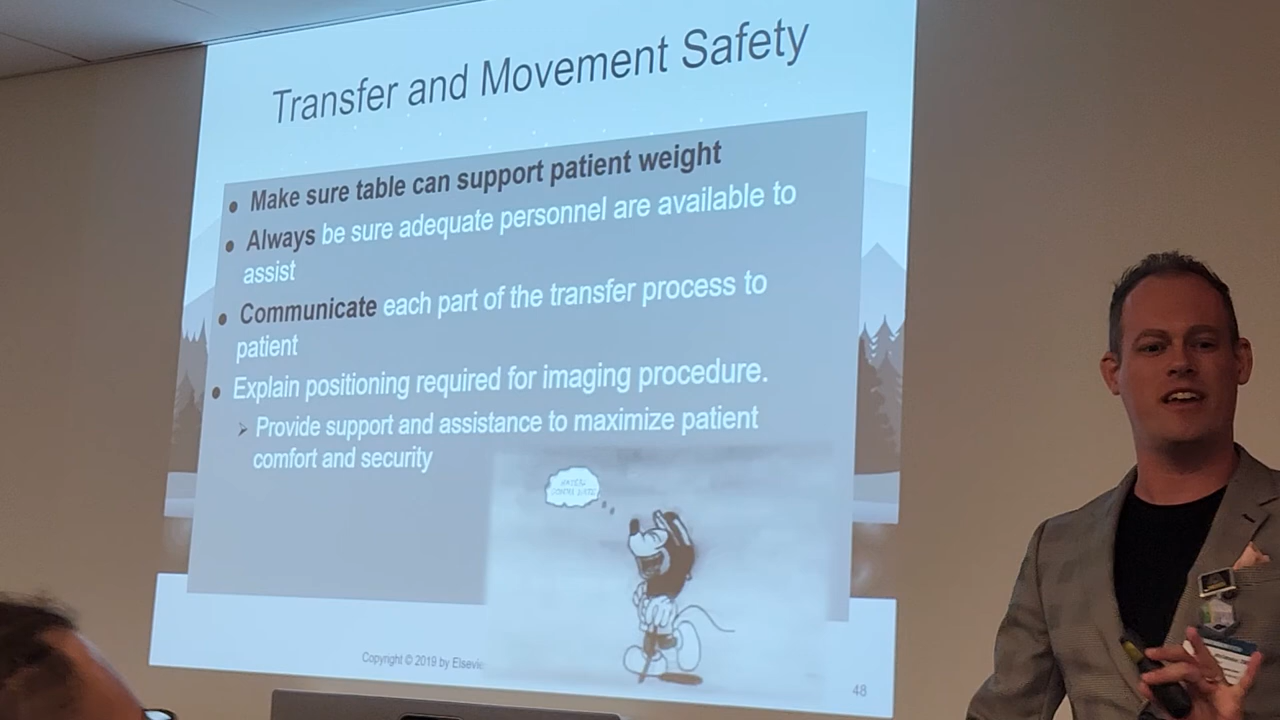 Transfer and Movement Safety
Make sure table can support patient weight
Always be sure adequate personnel are available to
assist
Communicate each part of the transfer process to
patient
Explain positioning required for imaging procedure.
Provide support and assistance to maximize patient
comfort and security
Copyright © 2019 by Elsevie
48